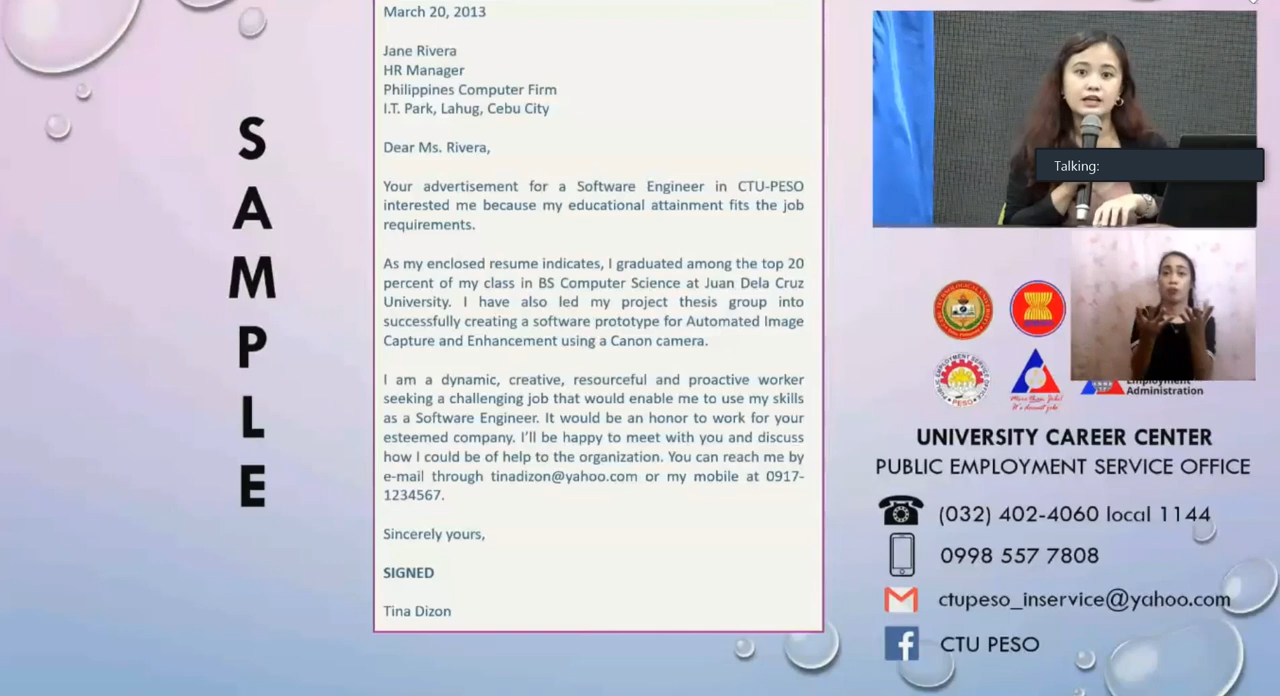 S
A
M
P
L
E
March 20, 2013
Jane Rivera
HR Manager
Philippines Computer Firm
I.T. Park, Lahug, Cebu City
Dear Ms. Rivera,
Your advertisement for a Software Engineer in CTU-PESO
interested me because my educational attainment fits the job
requirements.
As my enclosed resume indicates, I graduated among the top 20
percent of my class in BS Computer Science at Juan Dela Cruz
University. I have also led my project thesis group into
successfully creating a software prototype for Automated Image
Capture and Enhancement using a Canon camera.
I am a dynamic, creative, resourceful and proactive worker
seeking a challenging job that would enable me to use my skills
as a Software Engineer. It would be an honor to work for your
esteemed company. I'll be happy to meet with you and discuss
how I could be of help to the organization. You can reach me by
e-mail through tinadizon@yahoo.com or my mobile at 0917-
1234567.
Sincerely yours,
SIGNED
Tina Dizon
Talking:
PESO
Employment
Administration
UNIVERSITY CAREER CENTER
PUBLIC EMPLOYMENT SERVICE OFFICE
(032) 402-4060 local 1144
0998 557 7808
ctupeso_inservice@yahoo.com
CTU PESO